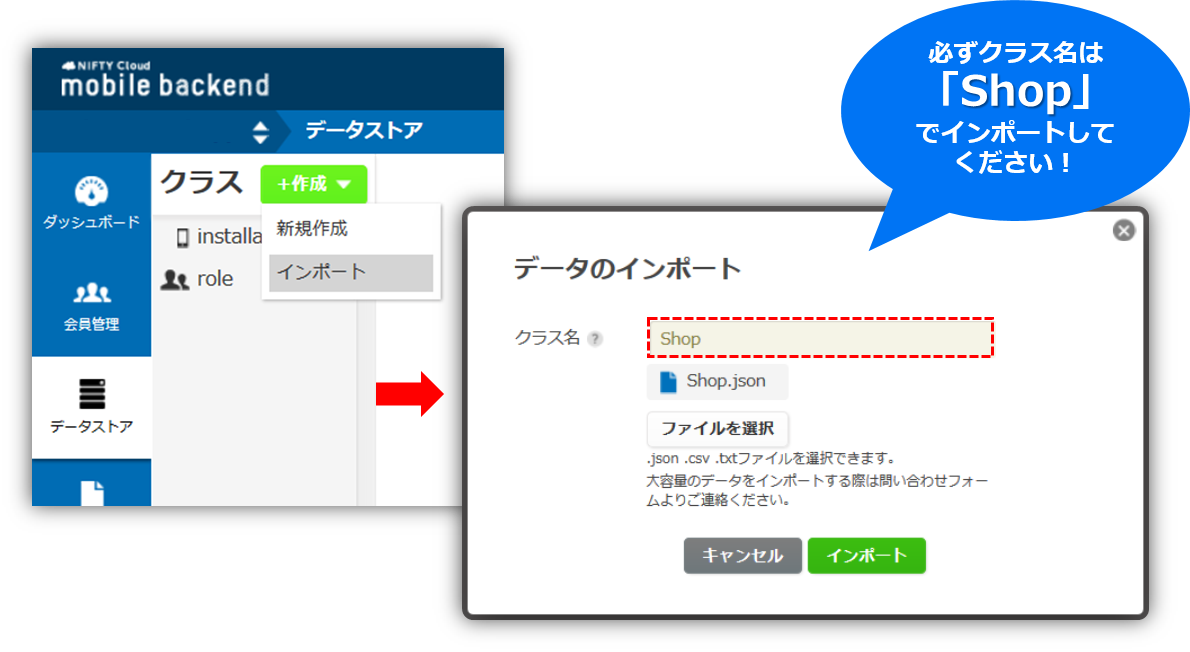 NIFTY Cloud
mobile backend
データストア
ダッシュボード
会員管理
データストア
クラス
+作成
新規作成
インポート
installa
role
必ずクラス名は
「Shop」
でインポートして
ください！
データのインポート
クラス名 ?
Shop
Shop.json
ファイルを選択
.json .csv .txtファイルを選択できます。
大容量のデータをインポートする際は問い合わせフォー
ムよりご連絡ください。
キャンセル
インポート